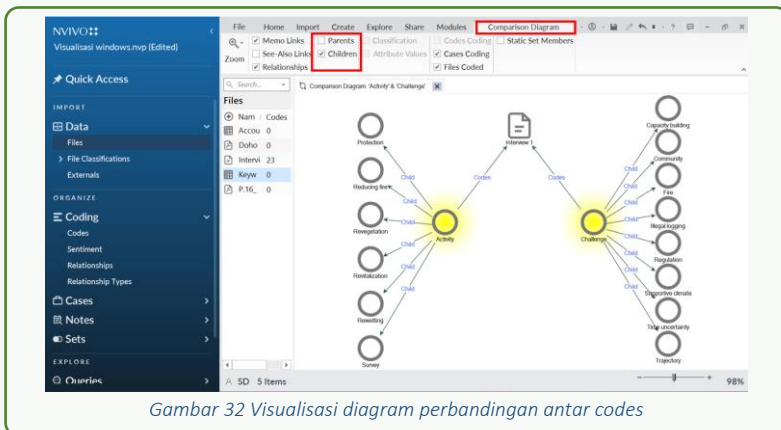 NVIVO
Visualisasi windows.nvp (Edited)
Quick Access
IMPORT
Data
Files
File Classifications
Externals
ORGANIZE
Coding
Codes
Sentiment
Relationships
Relationship Types
Cases
Notes
Sets
EXPLORE
Queries
File Home Import Create Explore Share Modules Comparison Diagram
Zoom
Memo Links
See-Also Links
Relationships
Parents
Children
Classification
Attribute Values
Codes Coding
Cases Coding
Files Coded
Static Set Members
Search..
Files
Nam / Codes
Accou 0
Doho 0
Intervi 23
Keyw 0
P.16_ 0
Comparison Diagram 'Activity' & 'Challenge'
Protection
Reducing fire
Revegetation
Revitalization
Rewetting
Survey
Child
Child
Child
Child
Child
Activity
Codes
Interview 1
Codes
Challenge
Child
Child
Child
Child
Child
Child
Child
Capacity building
Community
Fire
Illegal logging
Regulation
Supportive climate
Time uncertainty
Trajectory
SD 5 Items
98%
Gambar 32 Visualisasi diagram perbandingan antar codes